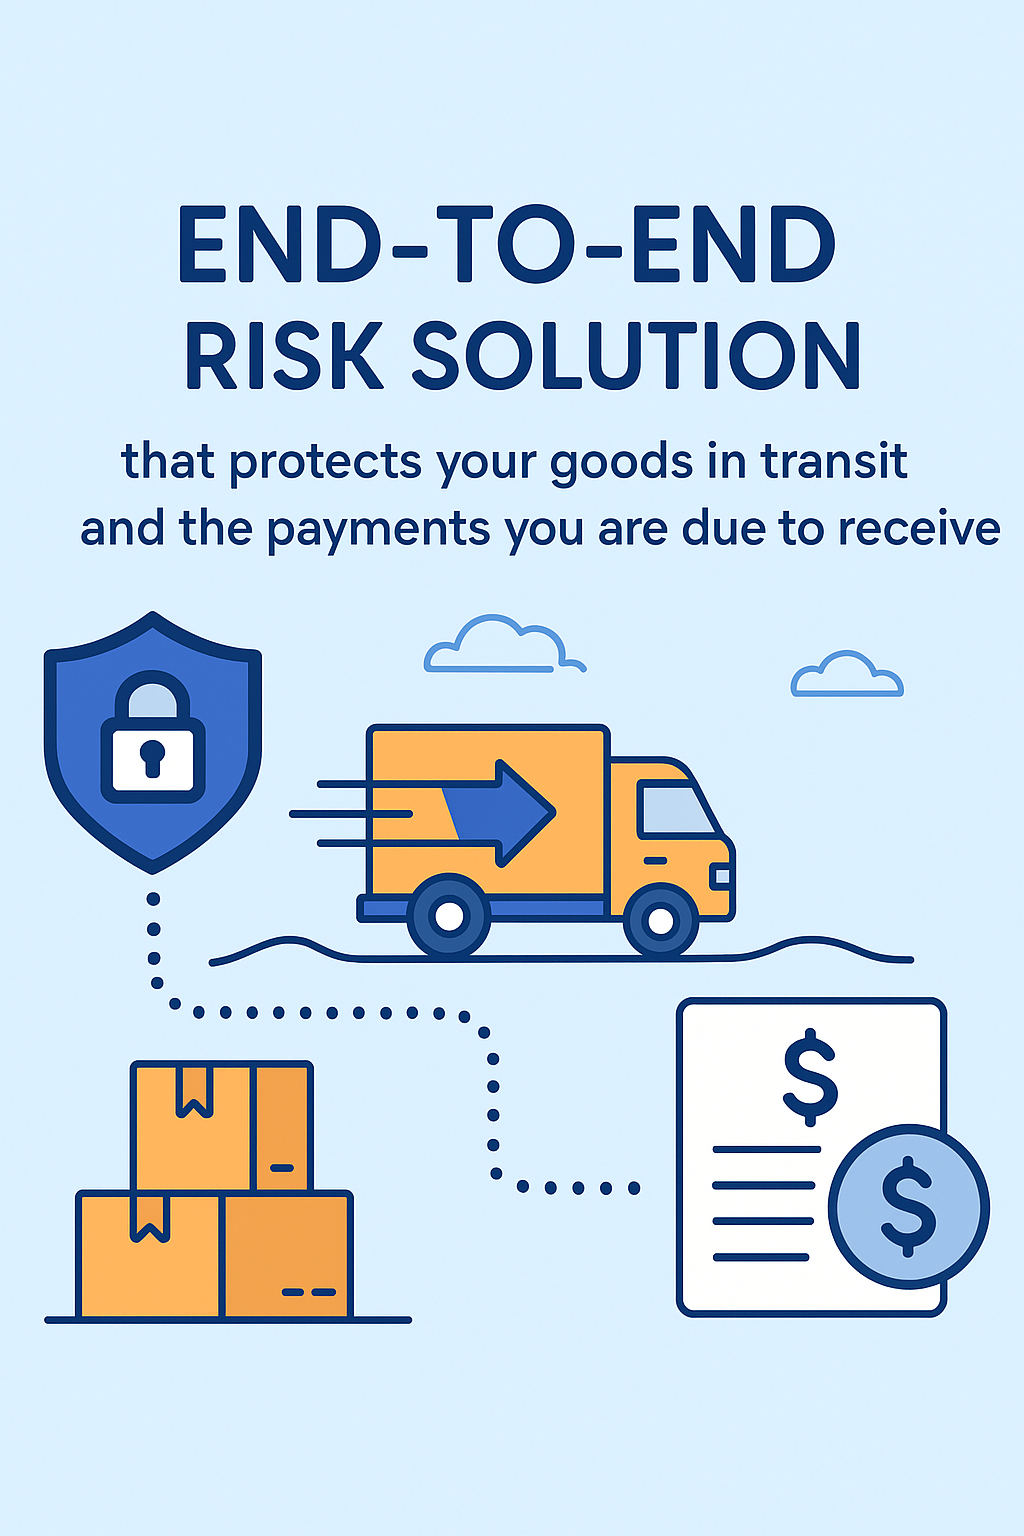 END-TO-END
RISK SOLUTION
that protects your goods in transit
and the payments you are due to receive
$
$